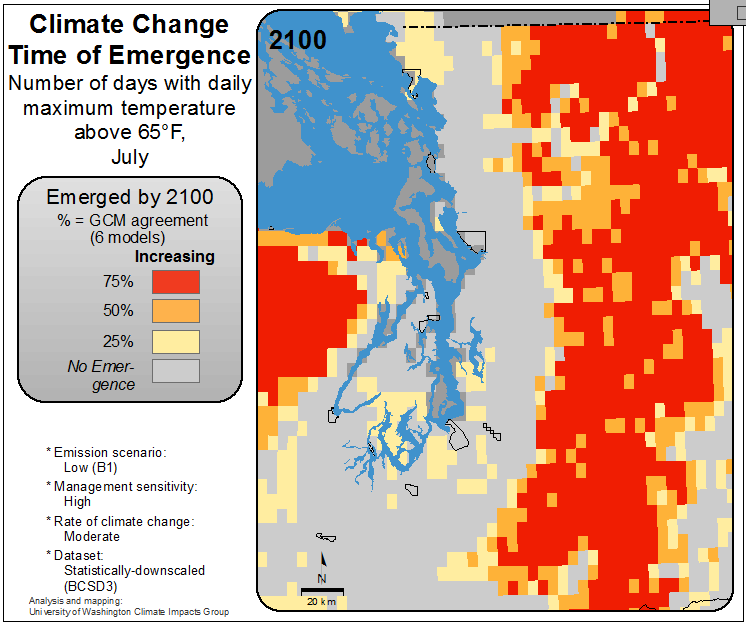 Climate Change
Time of Emergence
Number of days with daily
maximum temperature
above 65°F,
July
2100
Emerged by 2100
% = GCM agreement
(6 models)
Increasing
75%
50%
25%
No Emer-
gence
* Emission scenario:
Low (B1)
* Management sensitivity:
High
* Rate of climate change:
Moderate
* Dataset:
Statistically-downscaled
(BCSD3)
Analysis and mapping:
University of Washington Climate Impacts Group
N
20 km